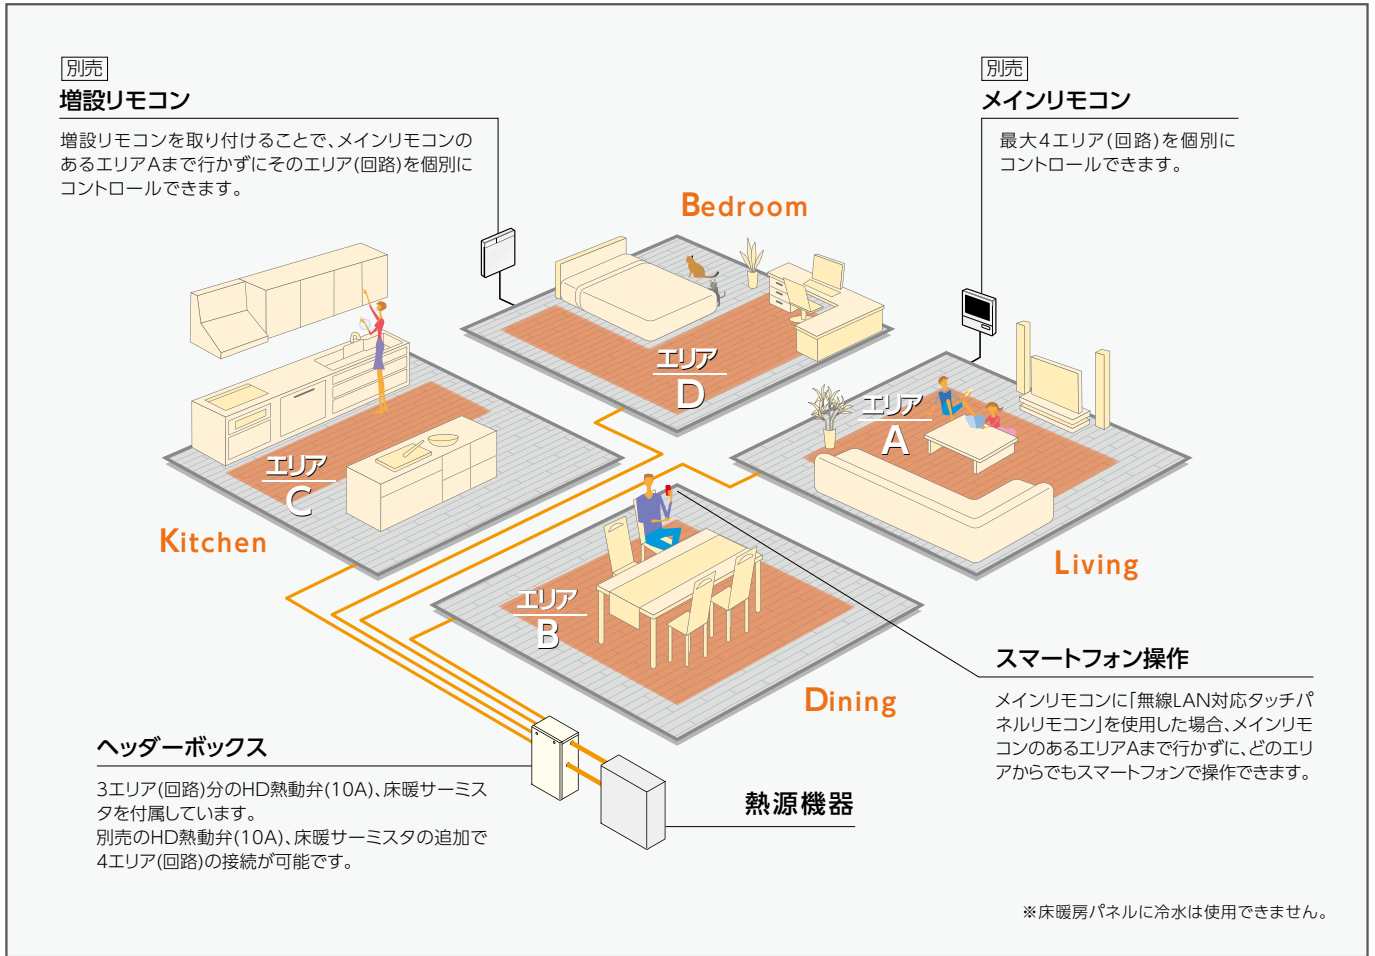 別売
増設リモコン
増設リモコンを取り付けることで、メインリモコンの
あるエリアAまで行かずにそのエリア(回路)を個別に
コントロールできます。
別売
メインリモコン
最大4エリア(回路)を個別に
コントロールできます。
Bedroom
エリア
D
エリア
A
エリア
C
Kitchen
Living
エリア
B
Dining
スマートフォン操作
メインリモコンに「無線LAN対応タッチパ
ネルリモコン」を使用した場合、メインリモ
コンのあるエリアAまで行かずに、どのエリ
アからでもスマートフォンで操作できます。
ヘッダーボックス
3エリア(回路)分のHD熱動弁(10A)、床暖サーミス
タを付属しています。
別売のHD熱動弁(10A)、床暖サーミスタの追加で
4エリア(回路)の接続が可能です。
熱源機器
※床暖房パネルに冷水は使用できません。